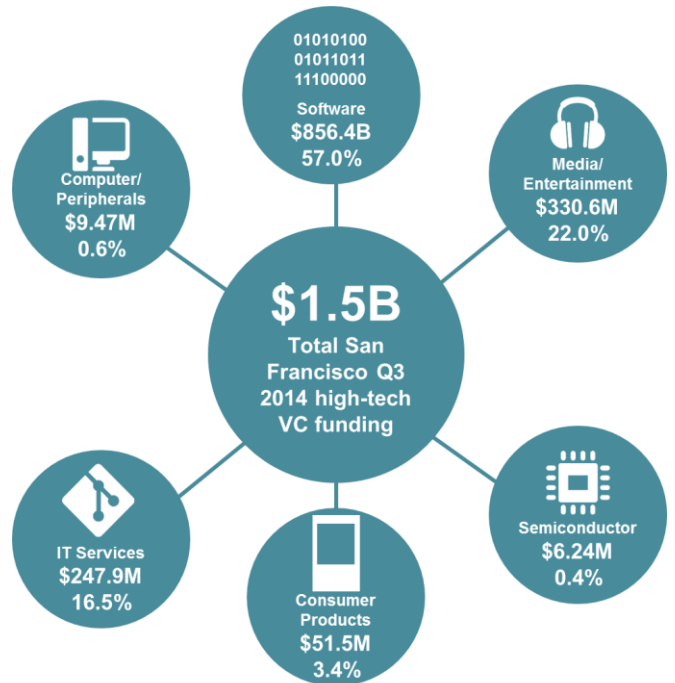 01010100
01011011
11100000
Software
$856.4B
57.0%
Media/
Entertainment
$330.6M
22.0%
Computer/
Peripherals
$9.47M
0.6%
$1.5B
Total San
Francisco Q3
2014 high-tech
VC funding
Semiconductor
$6.24M
0.4%
IT Services
$247.9M
16.5%
Consumer
Products
$51.5M
3.4%